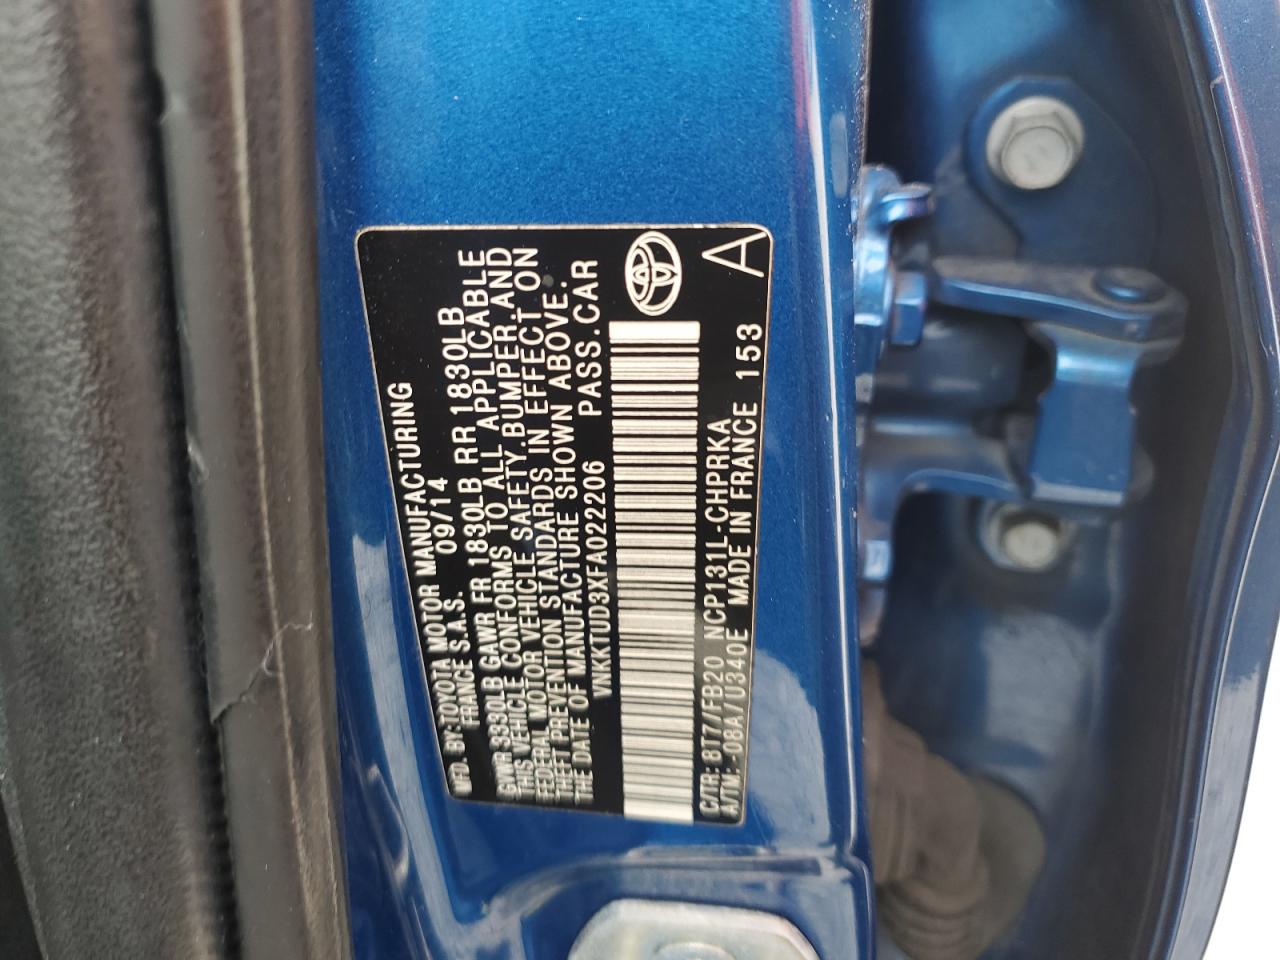 MFD. BY: TOYOTA MOTOR MANUFACTURING
FRANCE S.A.S. 09/14
GVWR 3330LB GAWR FR 1830LB RR 1830LB
THIS VEHICLE CONFORMS TO ALL APPLICABLE
FEDERAL MOTOR VEHICLE SAFETY, BUMPER, AND
THEFT PREVENTION STANDARDS IN EFFECT ON
THE DATE OF MANUFACTURE SHOWN ABOVE.
VNKKTUD3XFA022206 PASS.CAR
C/TR: 8T7/FB20 NCP131L-CHPRKA
A/TM: -08A/U340E MADE IN FRANCE 153
A